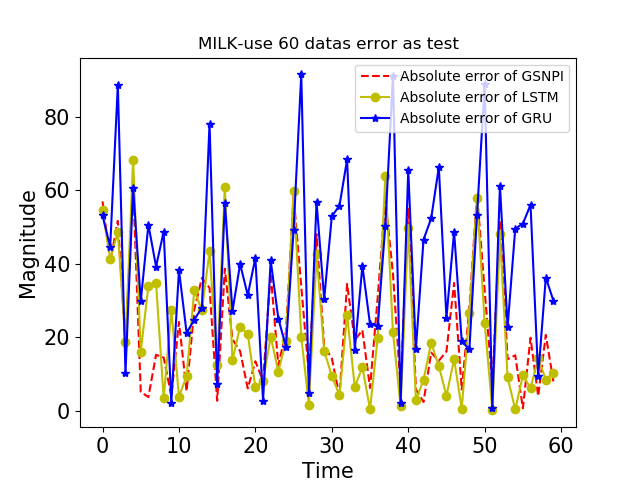 MILK-use 60 datas error as test
Absolute error of GSNPI
Absolute error of LSTM
Absolute error of GRU
Magnitude
80
60
40
20
0
0 10 20 30 40 50 60
Time